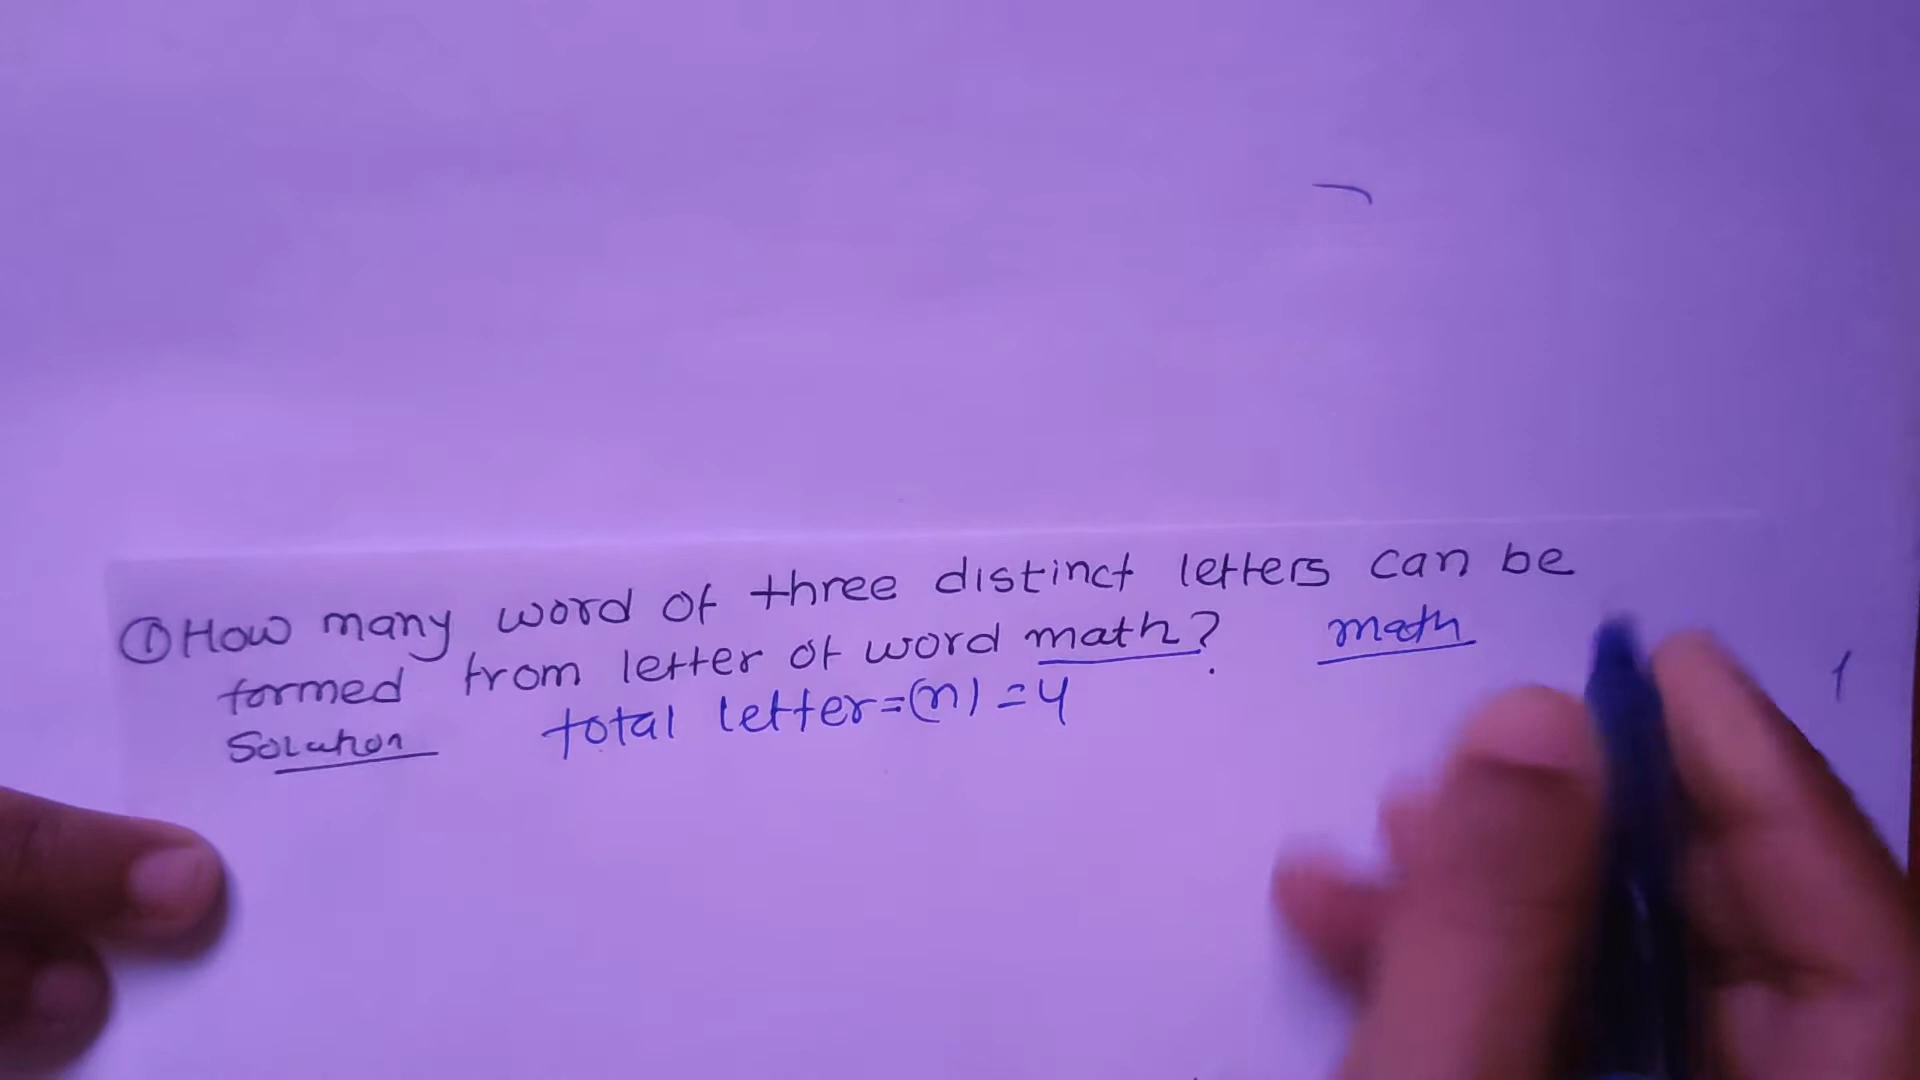 ① How many word of three distinct letters can be
formed from letter of word math? math
Solution total letter=(n) = 4